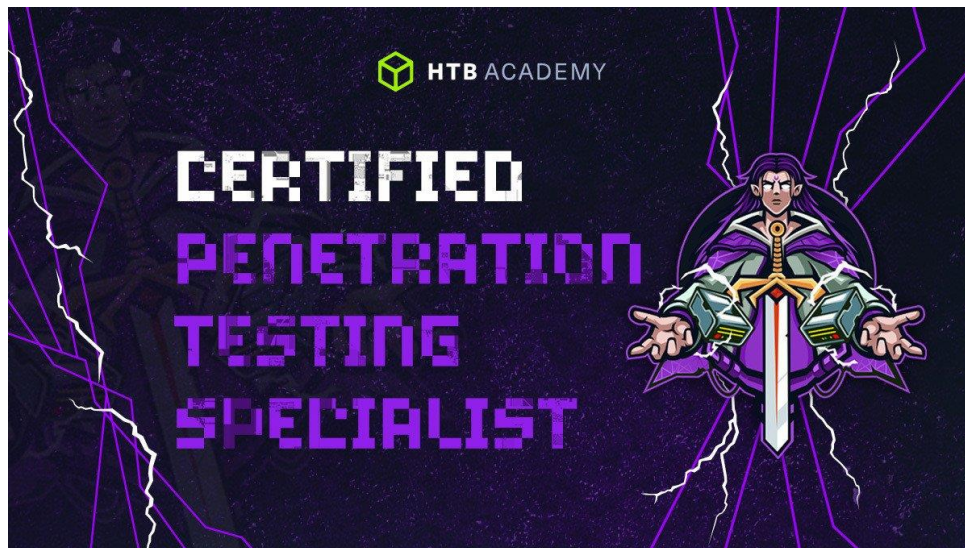 HTB ACADEMY
CERTIFIED
PENETRATION
TESTING
SPECIALIST